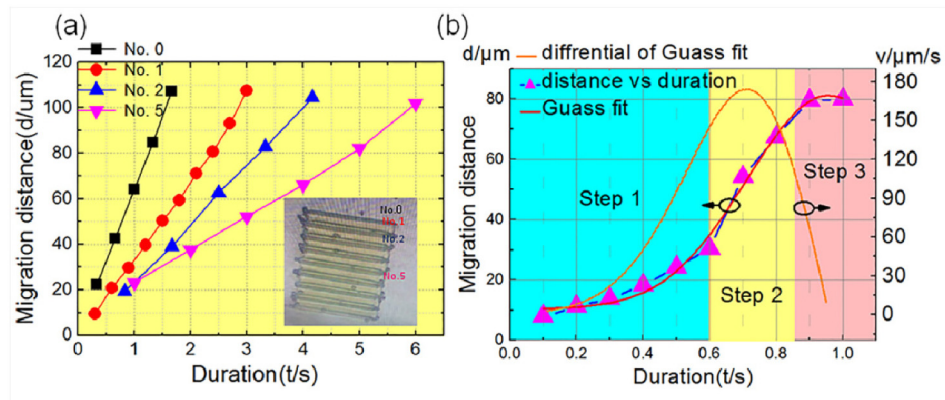 (a)
No. 0
No. 1
No. 2
No. 5
120
100
80
60
40
20
0
Migration distance(d/um)
0 1 2 3 4 5 6
Duration(t/s)
No.0
No.1
No.2
No.5
(b)
d/μm
v/μm/s
diffrential of Guass fit
distance vs duration
Guass fit
80
60
40
20
0
Migration distance
180
150
120
90
60
30
0
Step 1
Step 2
Step 3
0.0 0.2 0.4 0.6 0.8 1.0
Duration(t/s)